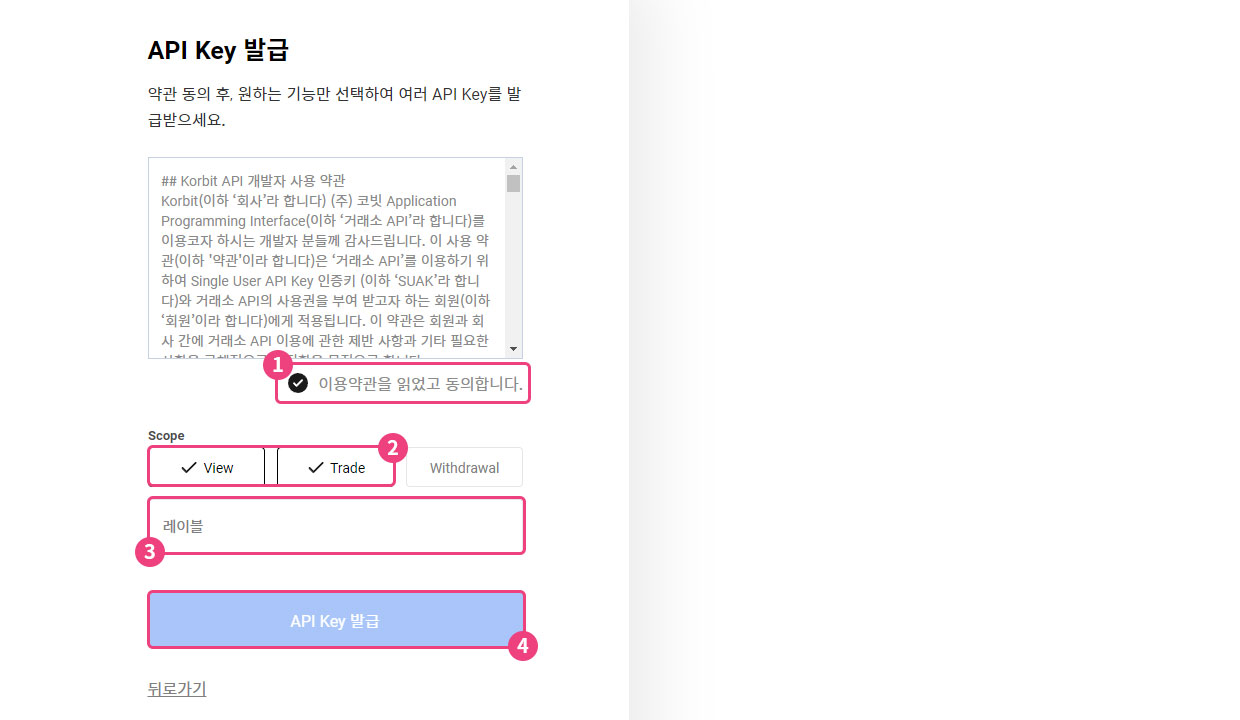 API Key 발급
약관 동의 후, 원하는 기능만 선택하여 여러 API Key를 발
급받으세요.
## Korbit API 개발자 사용 약관
Korbit(이하 ‘회사’라 합니다) (주) 코빗 Application
Programming Interface(이하 ‘거래소 API’라 합니다)를
이용코자 하시는 개발자 분들께 감사드립니다. 이 사용 약
관(이하 '약관'이라 합니다)은 ‘거래소 API’를 이용하기 위
하여 Single User API Key 인증키 (이하 ‘SUAK’라 합니
다)와 거래소 API의 사용권을 부여 받고자 하는 회원(이하
‘회원’이라 합니다)에게 적용됩니다. 이 약관은 회원과 회
사 간에 거래소 API 이용에 관한 제반 사항과 기타 필요한
1
이용약관을 읽었고 동의합니다.
Scope
2
View Trade Withdrawal
레이블
3
API Key 발급
4
뒤로가기